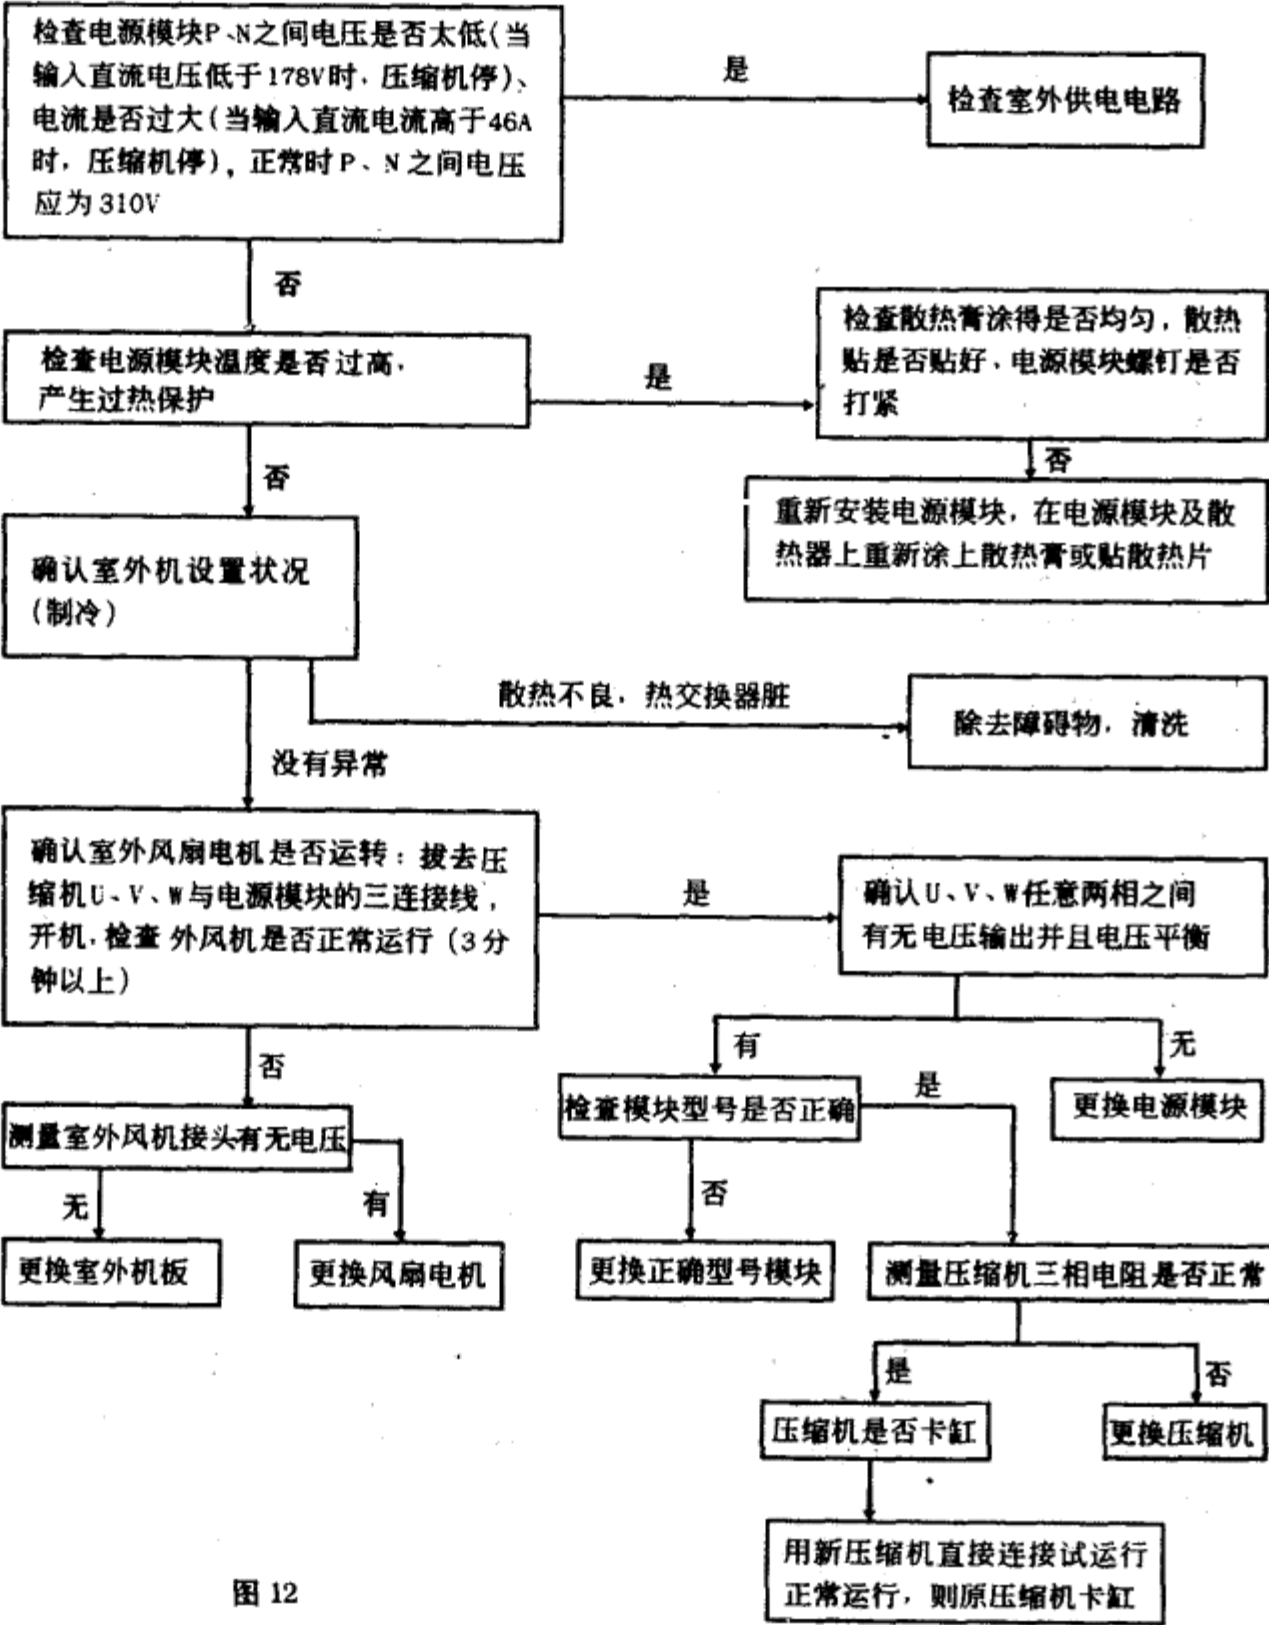 检查电源模块P、N之间电压是否太低(当
输入直流电压低于178V时，压缩机停)、
电流是否过大(当输入直流电流高于46A
时，压缩机停)，正常时P、N之间电压
应为310V
是
检查室外供电电路
否
检查电源模块温度是否过高，
产生过热保护
是
检查散热膏涂得是否均匀，散热
贴是否贴好、电源模块螺钉是否
打紧
否
重新安装电源模块，在电源模块及散
热器上重新涂上散热膏或贴散热片
否
确认室外机设置状况
(制冷)
散热不良，热交换器脏
除去障碍物，清洗
没有异常
确认室外风扇电机是否运转：拔去压
缩机U、V、W与电源模块的三连接线，
开机，检查 外风机是否正常运行 (3分
钟以上)
是
确认U、V、W任意两相之间
有无电压输出并且电压平衡
有
无
检查模块型号是否正确
是
更换电源模块
否
测量室外风机接头有无电压
无
有
更换室外机板
更换风扇电机
否
更换正确型号模块
测量压缩机三相电阻是否正常
是
否
压缩机是否卡缸
更换压缩机
用新压缩机直接连接试运行
正常运行，则原压缩机卡缸
图 12